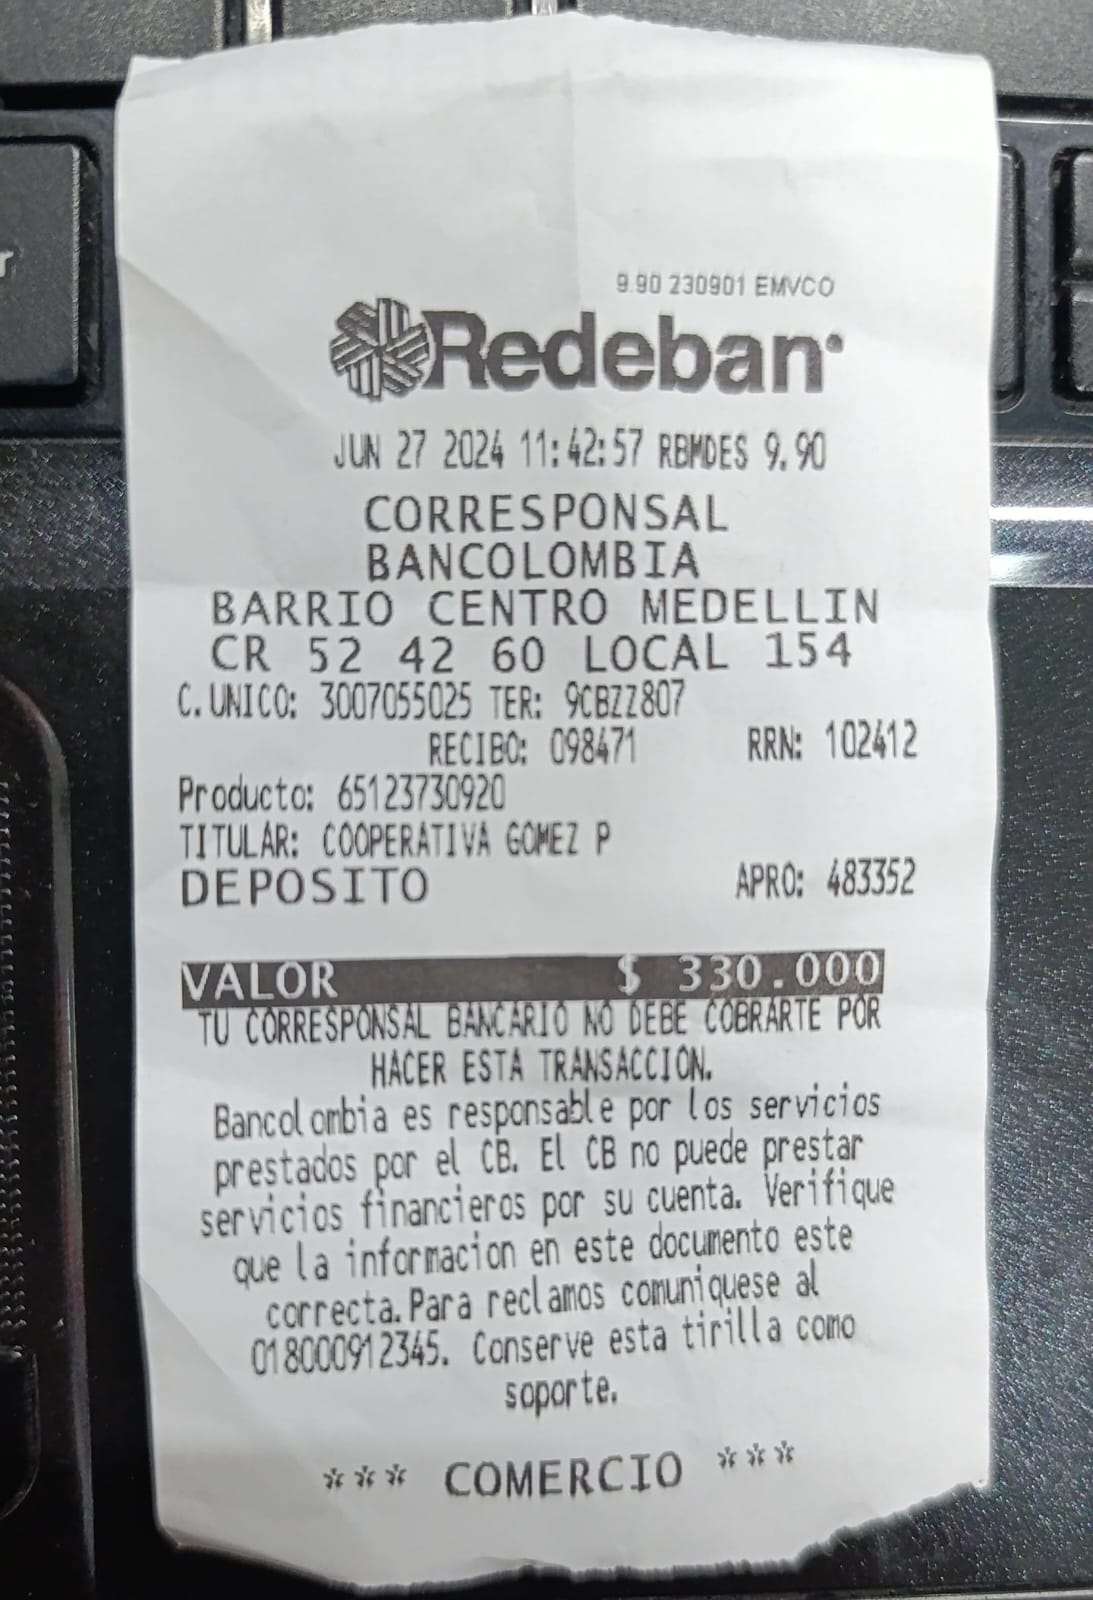 9.90 230901 EMVCO
Redeban
JUN 27 2024 11:42:57 RBMDES 9.90
CORRESPONSAL
BANCOLOMBIA
BARRIO CENTRO MEDELLIN
CR 52 42 60 LOCAL 154
C. UNICO: 3007055025 TER: 9CBZZ807
RECIBO: 098471 RRN: 102412
Producto: 65123730920
TITULAR: COOPERATIVA GOMEZ P
DEPOSITO APRO: 483352
VALOR $ 330.000
TU CORRESPONSAL BANCARIO NO DEBE COBRARTE POR
HACER ESTA TRANSACCION.
Bancolombia es responsable por los servicios
prestados por el CB. El CB no puede prestar
servicios financieros por su cuenta. Verifique
que la informacion en este documento este
correcta. Para reclamos comuniquese al
018000912345. Conserve esta tirilla como
soporte.
*** COMERCIO ***